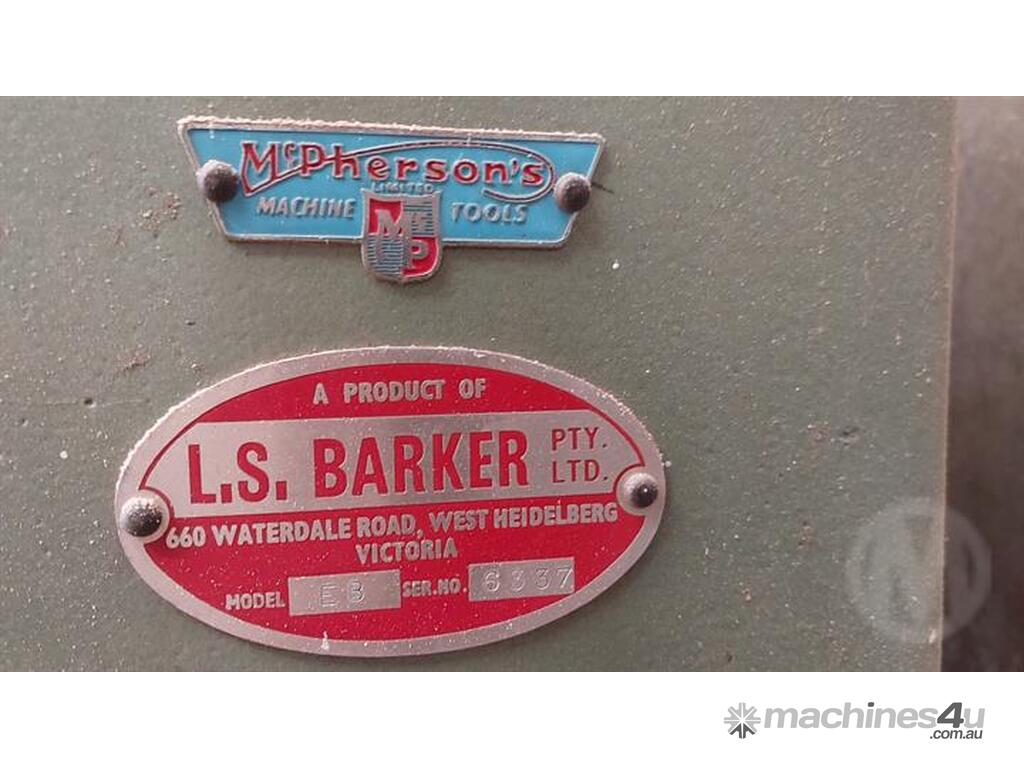 McPherson's
LIMITED
MACHINE TOOLS
McP
A PRODUCT OF
L.S. BARKER PTY. LTD.
660 WATERDALE ROAD, WEST HEIDELBERG
VICTORIA
MODEL EB SER.NO. 6337
machines4u
.com.au